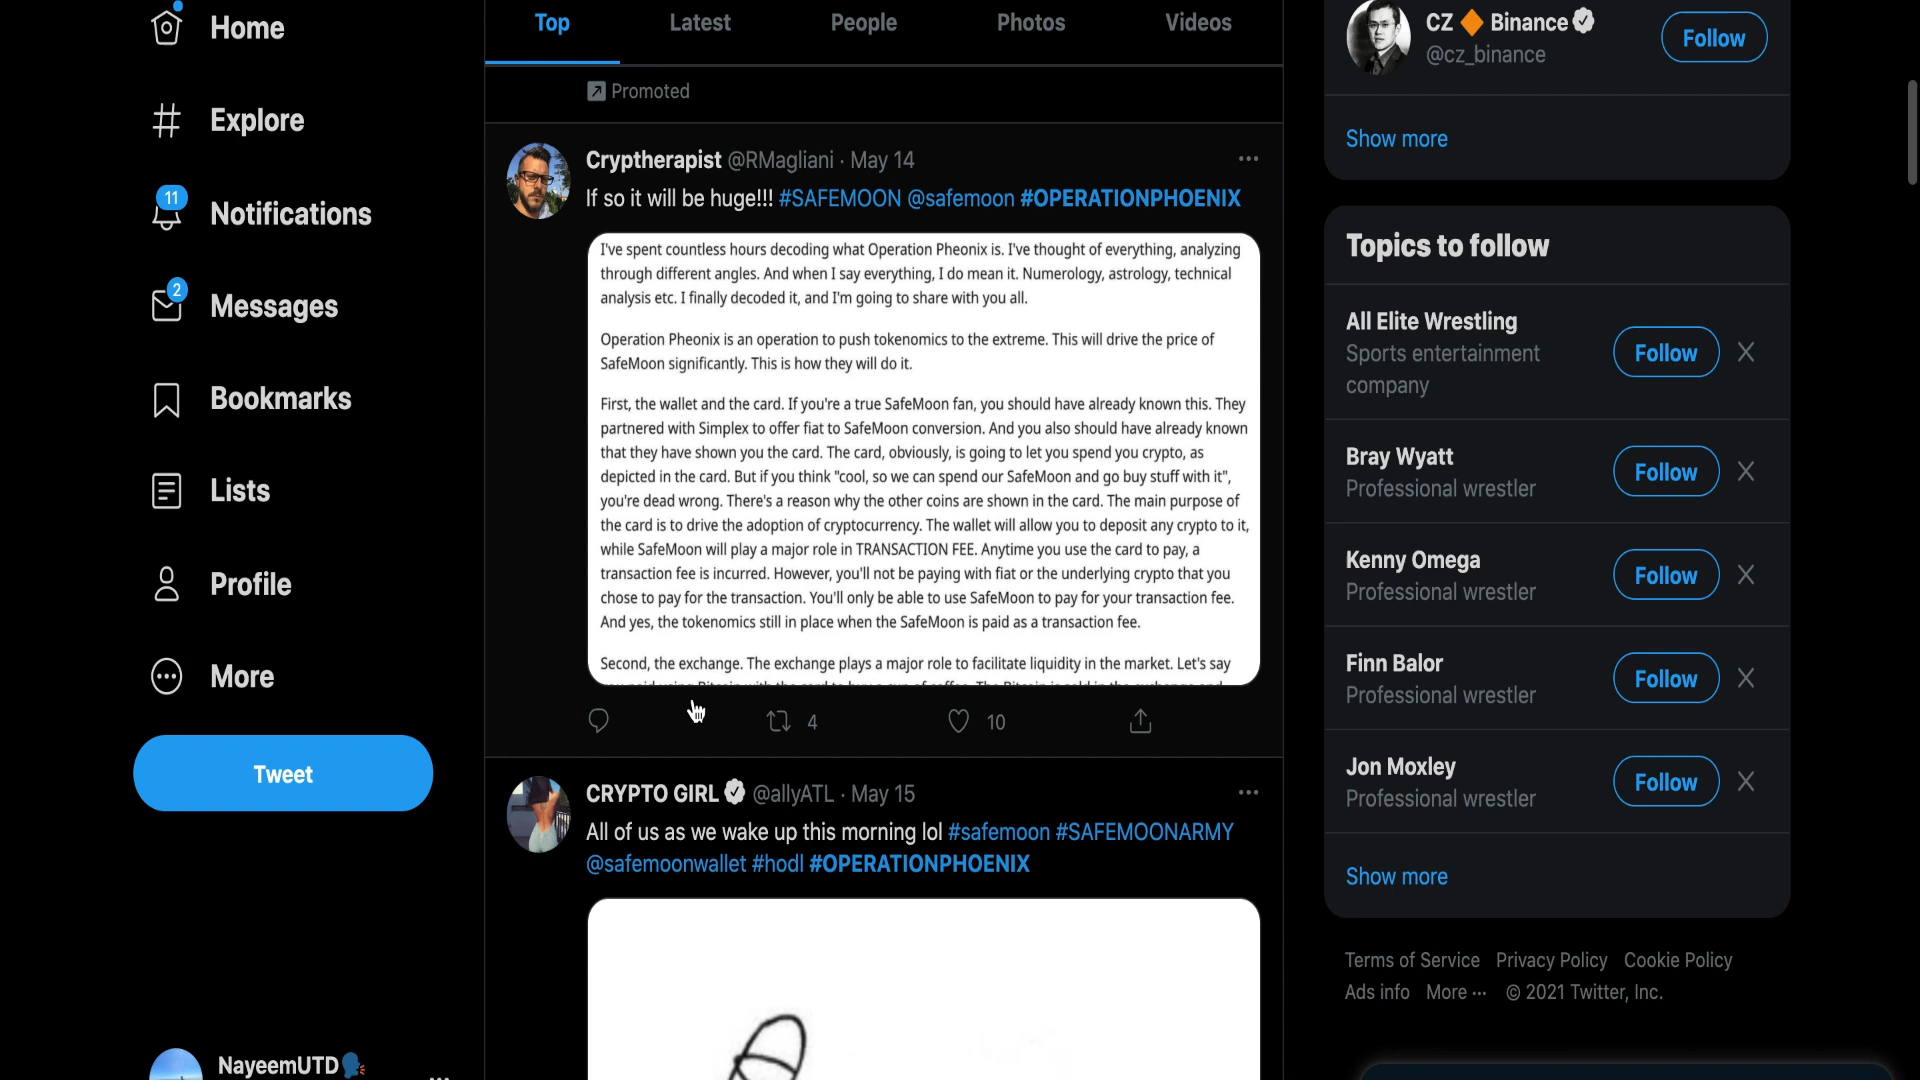 Home
Explore
11
Notifications
2
Messages
Bookmarks
Lists
Profile
More
Tweet
NayeemUTD
Top Latest People Photos Videos
Promoted
Cryptherapist @RMagliani · May 14
If so it will be huge!!! #SAFEMOON @safemoon #OPERATIONPHOENIX
I've spent countless hours decoding what Operation Pheonix is. I've thought of everything, analyzing
through different angles. And when I say everything, I do mean it. Numerology, astrology, technical
analysis etc. I finally decoded it, and I'm going to share with you all.
Operation Pheonix is an operation to push tokenomics to the extreme. This will drive the price of
SafeMoon significantly. This is how they will do it.
First, the wallet and the card. If you're a true SafeMoon fan, you should have already known this. They
partnered with Simplex to offer fiat to SafeMoon conversion. And you also should have already known
that they have shown you the card. The card, obviously, is going to let you spend you crypto, as
depicted in the card. But if you think "cool, so we can spend our SafeMoon and go buy stuff with it",
you're dead wrong. There's a reason why the other coins are shown in the card. The main purpose of
the card is to drive the adoption of cryptocurrency. The wallet will allow you to deposit any crypto to it,
while SafeMoon will play a major role in TRANSACTION FEE. Anytime you use the card to pay, a
transaction fee is incurred. However, you'll not be paying with fiat or the underlying crypto that you
chose to pay for the transaction. You'll only be able to use SafeMoon to pay for your transaction fee.
And yes, the tokenomics still in place when the SafeMoon is paid as a transaction fee.
Second, the exchange. The exchange plays a major role to facilitate liquidity in the market. Let's say
4 10
CRYPTO GIRL @allyATL · May 15
All of us as we wake up this morning lol #safemoon #SAFEMOONARMY
@safemoonwallet #hodl #OPERATIONPHOENIX
CZ Binance
@cz_binance
Follow
Show more
Topics to follow
All Elite Wrestling
Sports entertainment
company
Follow
Bray Wyatt
Professional wrestler
Follow
Kenny Omega
Professional wrestler
Follow
Finn Balor
Professional wrestler
Follow
Jon Moxley
Professional wrestler
Follow
Show more
Terms of Service Privacy Policy Cookie Policy
Ads info More ··· © 2021 Twitter, Inc.